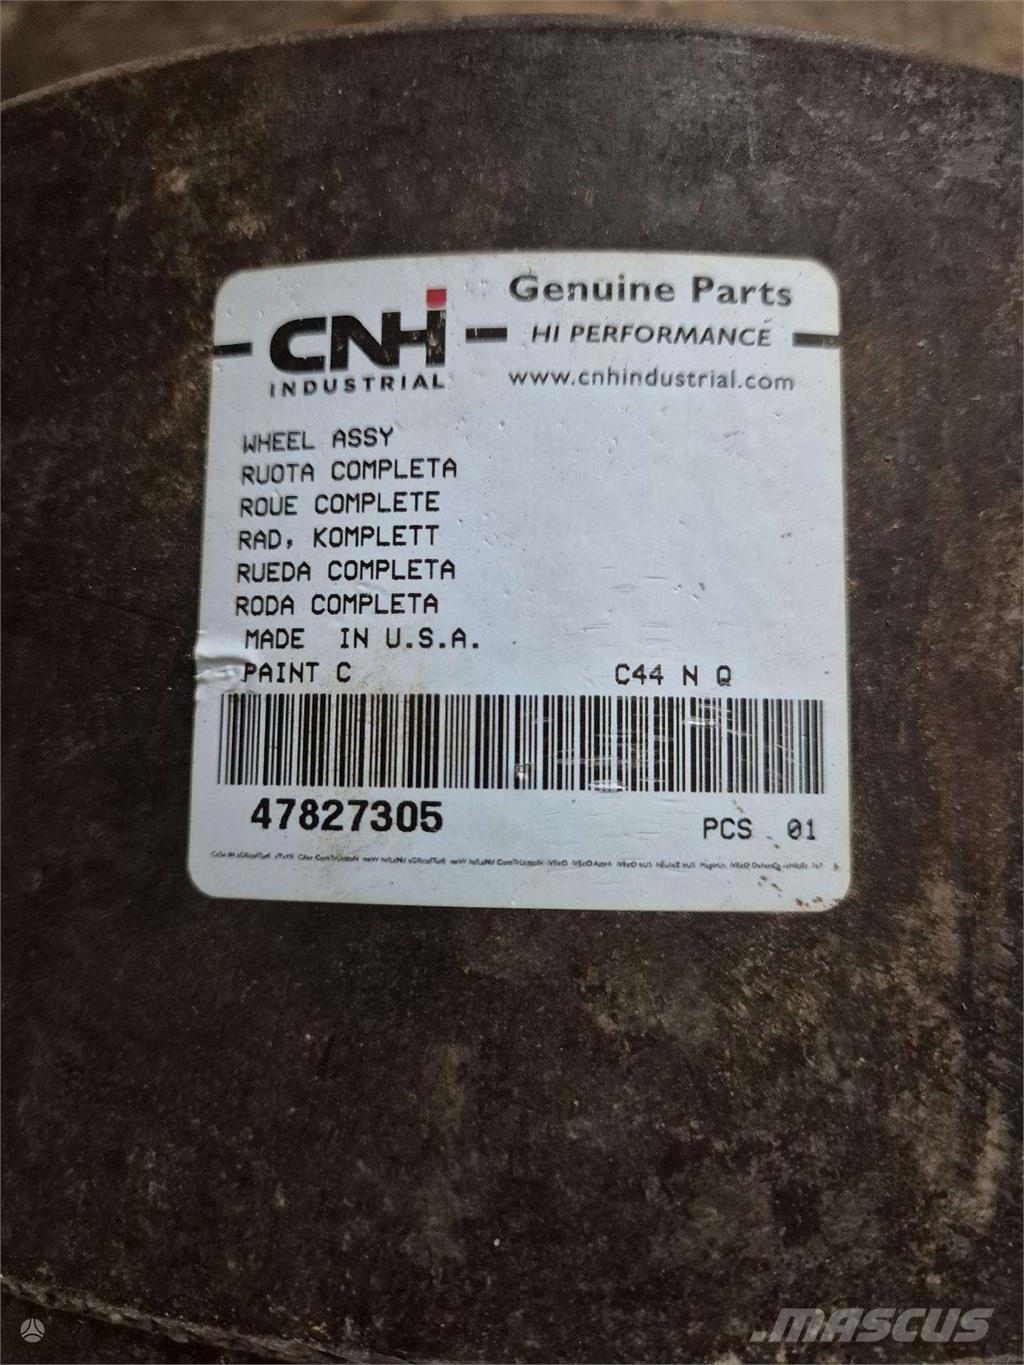 CNH
INDUSTRIAL
Genuine Parts
HI PERFORMANCE
www.cnhindustrial.com
WHEEL ASSY
RUOTA COMPLETA
ROUE COMPLETE
RAD, KOMPLETT
RUEDA COMPLETA
RODA COMPLETA
MADE IN U.S.A.
PAINT C C44 N Q
47827305
PCS 01
MASCUS